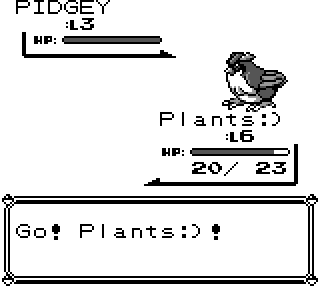 PIDGEY
:L3
HP:
Plants:)
:L6
HP:
20/ 23
Go! Plants:)!